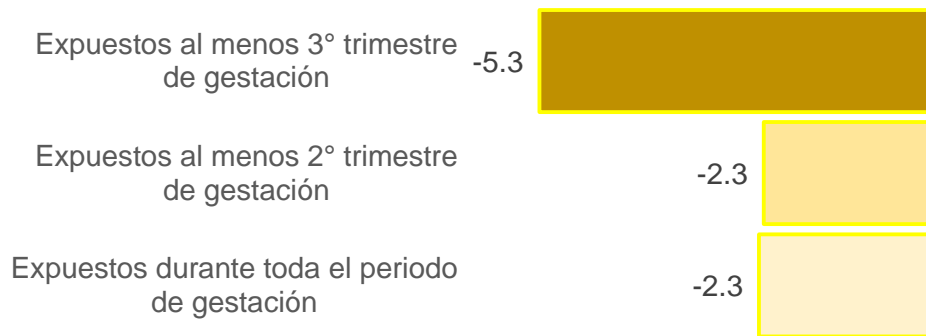 Expuestos al menos 3° trimestre
de gestación
-5.3
Expuestos al menos 2° trimestre
de gestación
-2.3
Expuestos durante toda el periodo
de gestación
-2.3